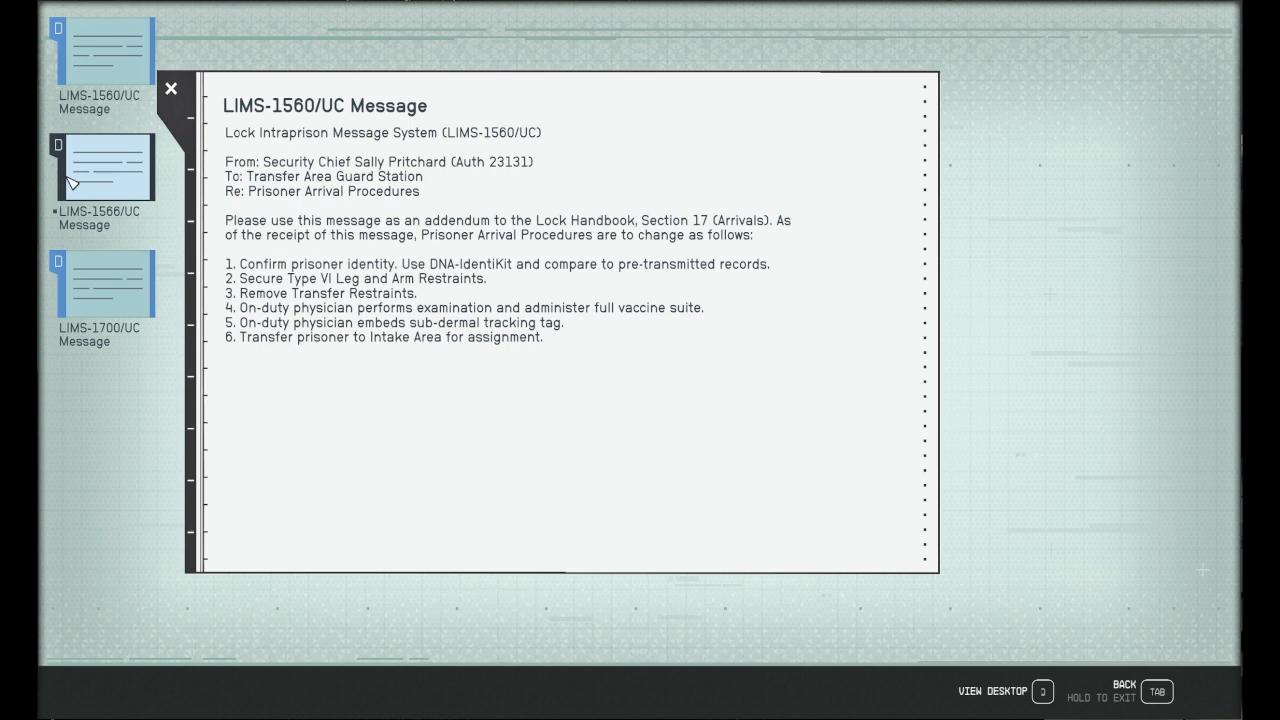 D
LIMS-1560/UC
Message
D
LIMS-1566/UC
Message
D
LIMS-1700/UC
Message
LIMS-1560/UC Message
Lock Intraprison Message System (LIMS-1560/UC)
From: Security Chief Sally Pritchard (Auth 23131)
To: Transfer Area Guard Station
Re: Prisoner Arrival Procedures
Please use this message as an addendum to the Lock Handbook, Section 17 (Arrivals). As
of the receipt of this message, Prisoner Arrival Procedures are to change as follows:
1. Confirm prisoner identity. Use DNA-IdentiKit and compare to pre-transmitted records.
2. Secure Type VI Leg and Arm Restraints.
3. Remove Transfer Restraints.
4. On-duty physician performs examination and administer full vaccine suite.
5. On-duty physician embeds sub-dermal tracking tag.
6. Transfer prisoner to Intake Area for assignment.
VIEW DESKTOP
BACK
HOLD TO EXIT
TAB